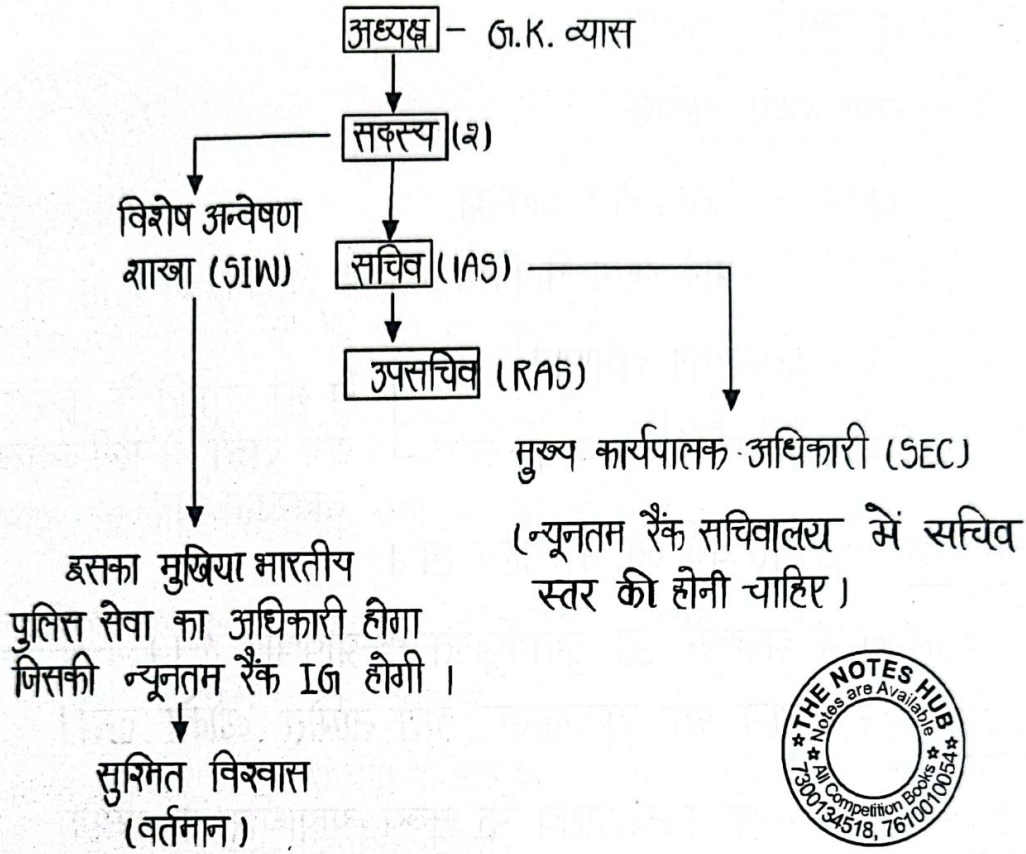 अध्यक्ष - G.K. व्यास
सदस्य (२)
विशेष अन्वेषण
शाखा (SIW)
सचिव (IAS)
उपसचिव (RAS)
मुख्य कार्यपालक अधिकारी (SEC)
(न्यूनतम रैंक सचिवालय में सचिव
स्तर की होनी चाहिए)
इसका मुखिया भारतीय
पुलिस सेवा का अधिकारी होगा
जिसकी न्यूनतम रैंक IG होगी ।
सुश्मित विश्वास
(वर्तमान)
THE NOTES HUB
Notes are Available
All Competition Books
7300134518, 7610010054